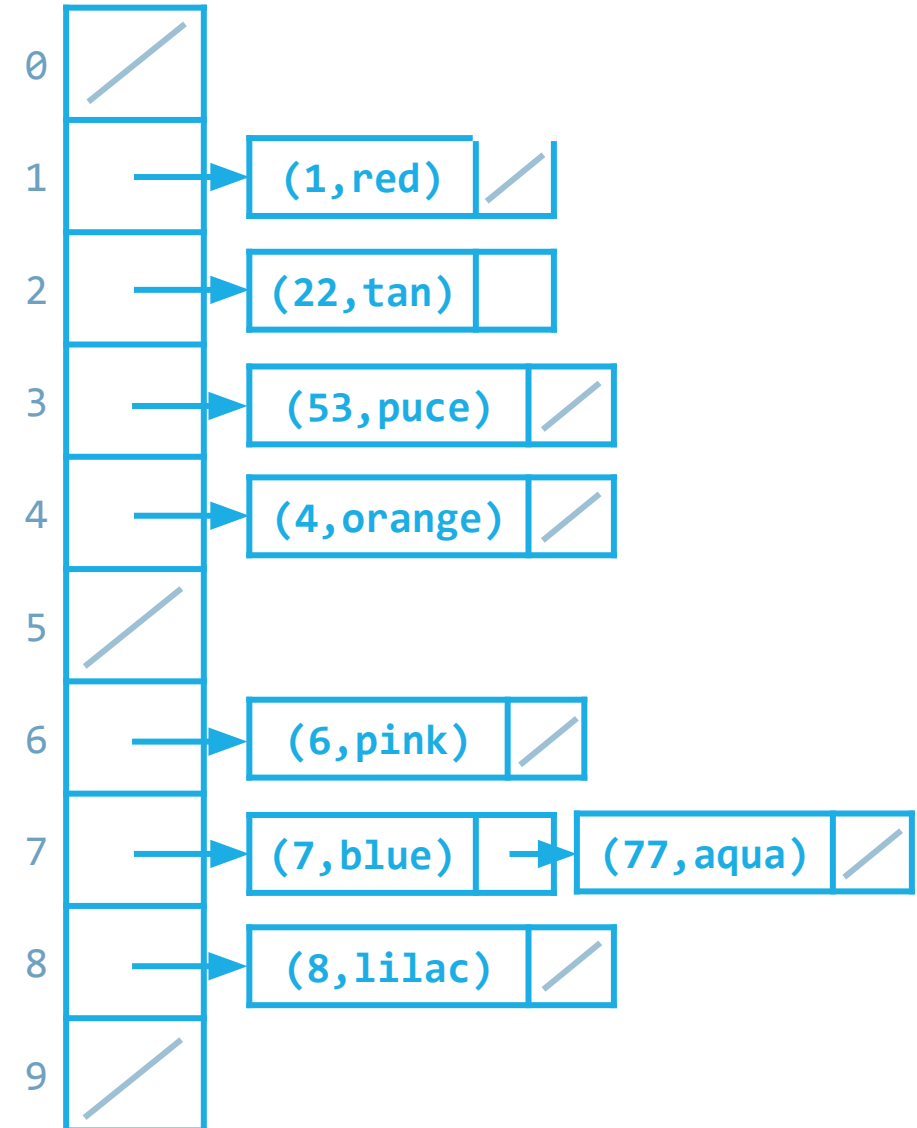 0
1 (1,red)
2 (22,tan)
3 (53,puce)
4 (4,orange)
5
6 (6,pink)
7 (7,blue) (77,aqua)
8 (8,lilac)
9